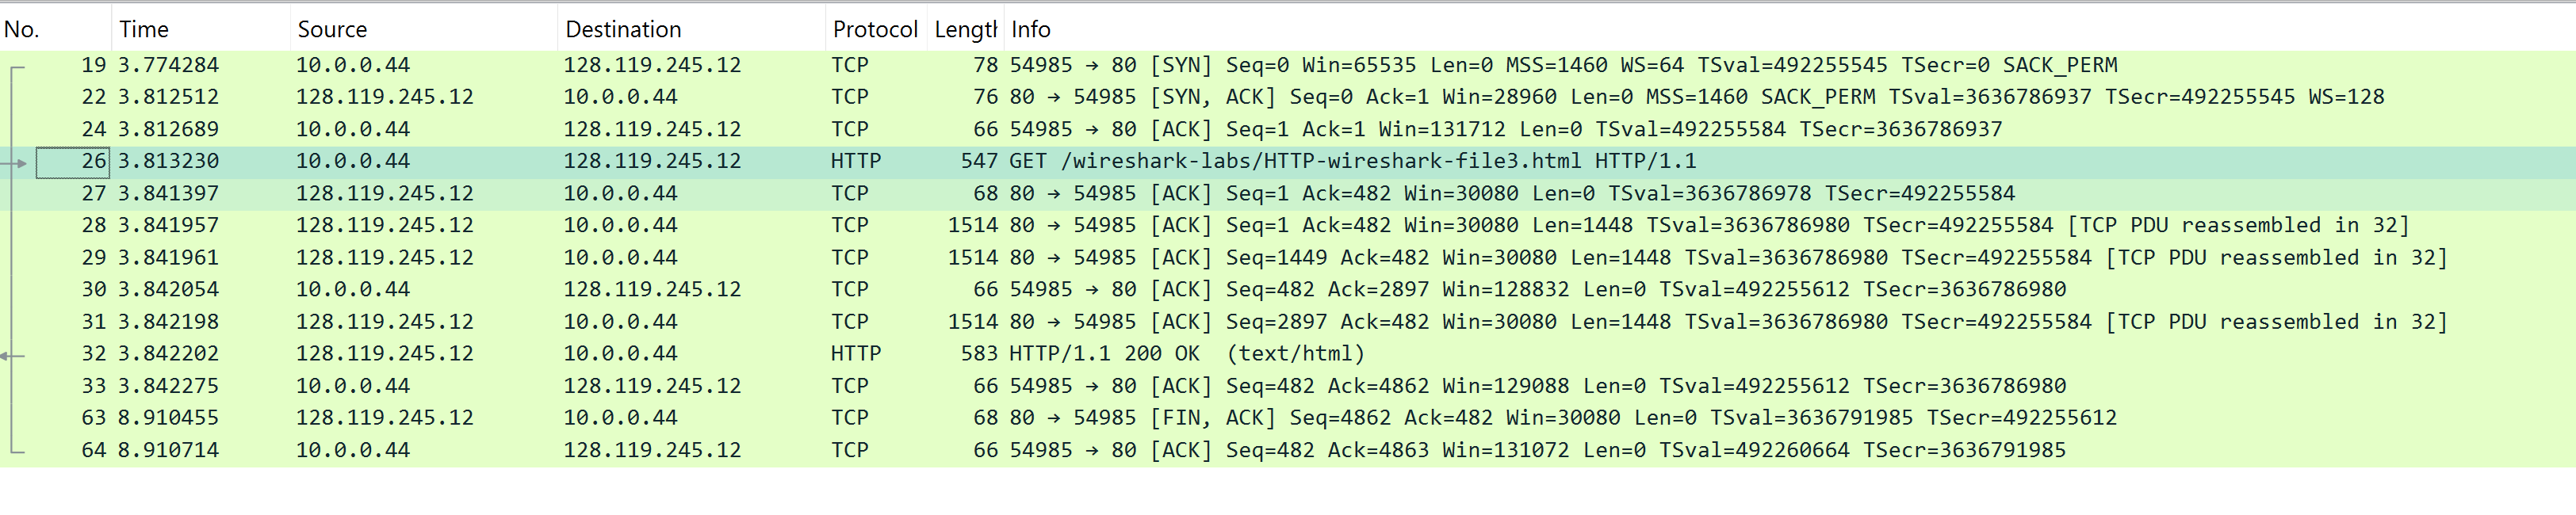 No. Time Source Destination Protocol Length Info
19 3.774284 10.0.0.44 128.119.245.12 TCP 78 54985 → 80 [SYN] Seq=0 Win=65535 Len=0 MSS=1460 WS=64 TSval=492255545 TSecr=0 SACK_PERM
22 3.812512 128.119.245.12 10.0.0.44 TCP 76 80 → 54985 [SYN, ACK] Seq=0 Ack=1 Win=28960 Len=0 MSS=1460 SACK_PERM TSval=3636786937 TSecr=492255545 WS=128
24 3.812689 10.0.0.44 128.119.245.12 TCP 66 54985 → 80 [ACK] Seq=1 Ack=1 Win=131712 Len=0 TSval=492255584 TSecr=3636786937
26 3.813230 10.0.0.44 128.119.245.12 HTTP 547 GET /wireshark-labs/HTTP-wireshark-file3.html HTTP/1.1
27 3.841397 128.119.245.12 10.0.0.44 TCP 68 80 → 54985 [ACK] Seq=1 Ack=482 Win=30080 Len=0 TSval=3636786978 TSecr=492255584
28 3.841957 128.119.245.12 10.0.0.44 TCP 1514 80 → 54985 [ACK] Seq=1 Ack=482 Win=30080 Len=1448 TSval=3636786980 TSecr=492255584 [TCP PDU reassembled in 32]
29 3.841961 128.119.245.12 10.0.0.44 TCP 1514 80 → 54985 [ACK] Seq=1449 Ack=482 Win=30080 Len=1448 TSval=3636786980 TSecr=492255584 [TCP PDU reassembled in 32]
30 3.842054 10.0.0.44 128.119.245.12 TCP 66 54985 → 80 [ACK] Seq=482 Ack=2897 Win=128832 Len=0 TSval=492255612 TSecr=3636786980
31 3.842198 128.119.245.12 10.0.0.44 TCP 1514 80 → 54985 [ACK] Seq=2897 Ack=482 Win=30080 Len=1448 TSval=3636786980 TSecr=492255584 [TCP PDU reassembled in 32]
32 3.842202 128.119.245.12 10.0.0.44 HTTP 583 HTTP/1.1 200 OK (text/html)
33 3.842275 10.0.0.44 128.119.245.12 TCP 66 54985 → 80 [ACK] Seq=482 Ack=4862 Win=129088 Len=0 TSval=492255612 TSecr=3636786980
63 8.910455 128.119.245.12 10.0.0.44 TCP 68 80 → 54985 [FIN, ACK] Seq=4862 Ack=482 Win=30080 Len=0 TSval=3636791985 TSecr=492255612
64 8.910714 10.0.0.44 128.119.245.12 TCP 66 54985 → 80 [ACK] Seq=482 Ack=4863 Win=131072 Len=0 TSval=492260664 TSecr=3636791985